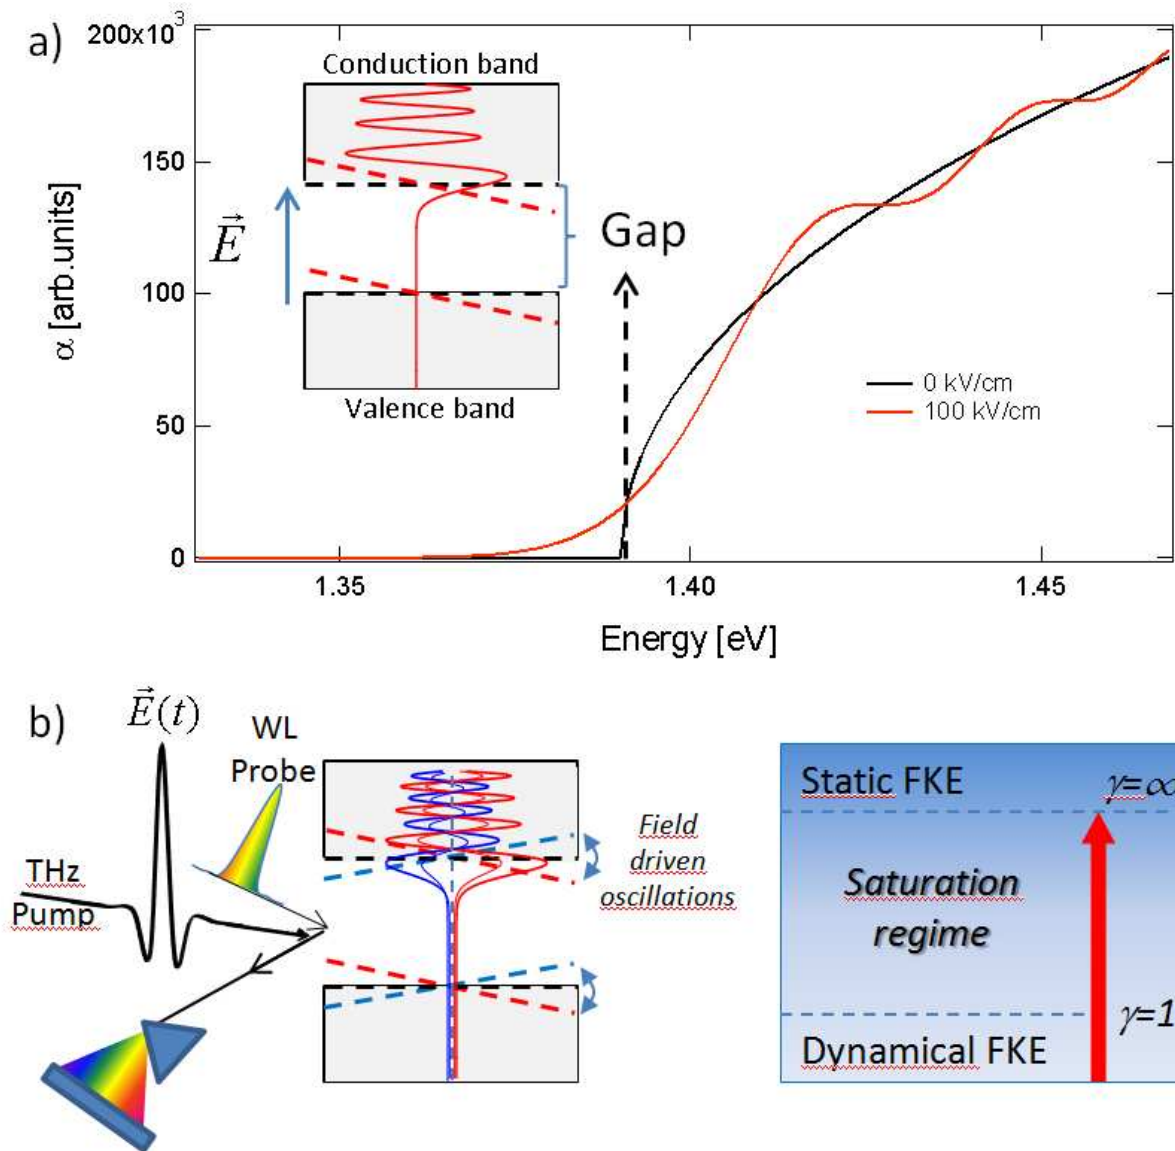 a)
200x10³
150
100
50
0
α [arb.units]
Conduction band
E⃗
Gap
Valence band
0 kV/cm
100 kV/cm
1.35
1.40
1.45
Energy [eV]
b)
E⃗(t)
WL
Probe
THz
Pump
Field
driven
oscillations
Static FKE
γ=∞
Saturation
regime
γ=1
Dynamical FKE